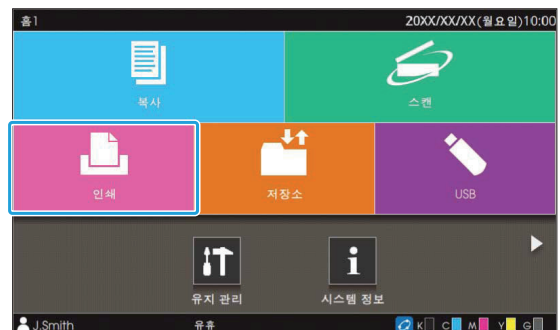 홈1
20XX/XX/XX(월요일)10:00
복사
스캔
인쇄
저장소
USB
유지 관리
시스템 정보
J.Smith
유휴
K C M Y G